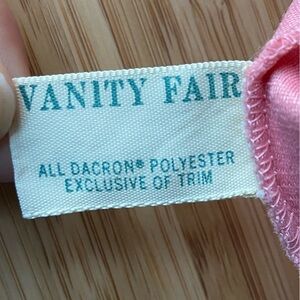 VANITY FAIR
ALL DACRON® POLYESTER
EXCLUSIVE OF TRIM